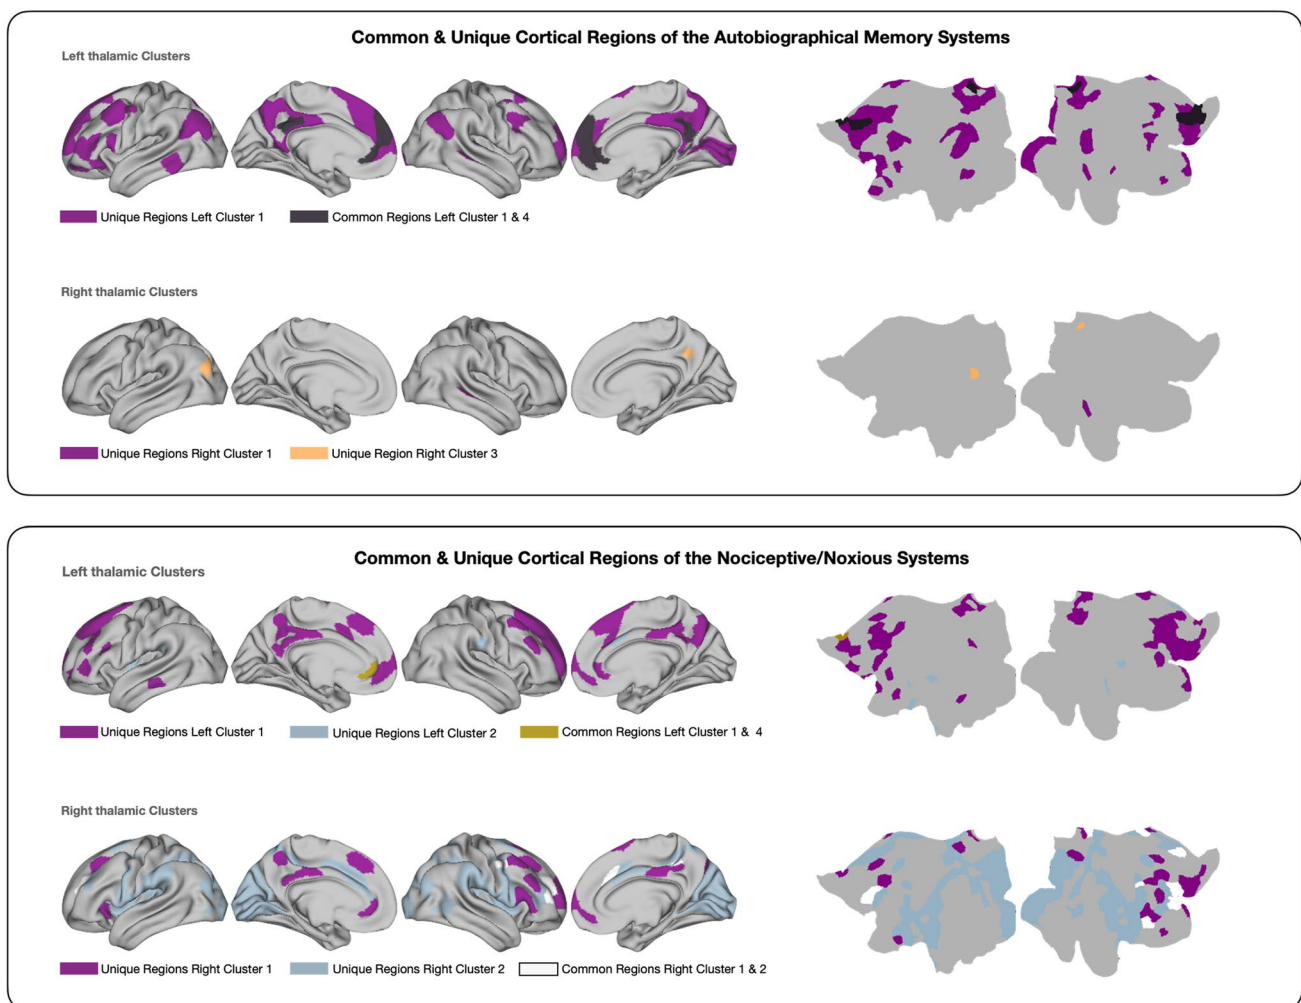 Common & Unique Cortical Regions of the Autobiographical Memory Systems
Left thalamic Clusters
Unique Regions Left Cluster 1
Common Regions Left Cluster 1 & 4
Right thalamic Clusters
Unique Regions Right Cluster 1
Unique Region Right Cluster 3
Common & Unique Cortical Regions of the Nociceptive/Noxious Systems
Left thalamic Clusters
Unique Regions Left Cluster 1
Unique Regions Left Cluster 2
Common Regions Left Cluster 1 & 4
Right thalamic Clusters
Unique Regions Right Cluster 1
Unique Regions Right Cluster 2
Common Regions Right Cluster 1 & 2